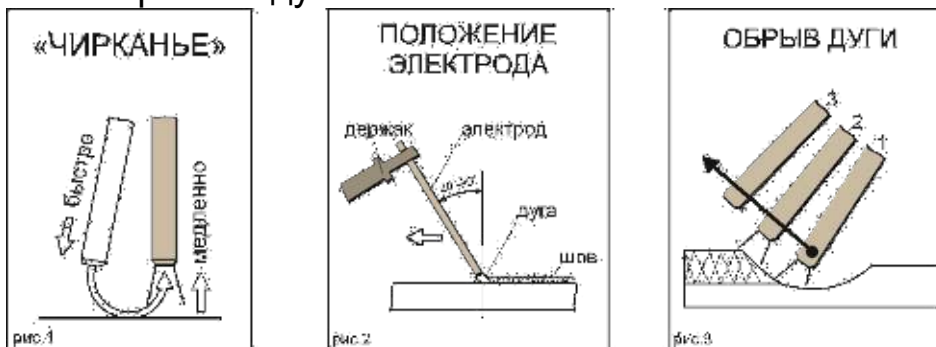 «ЧИРКАНЬЕ»
быстро
медленно
рис.1
ПОЛОЖЕНИЕ
ЭЛЕКТРОДА
держак
электрод
дуга
шов
рис.2
ОБРЫВ ДУГИ
3
2
1
рис.3